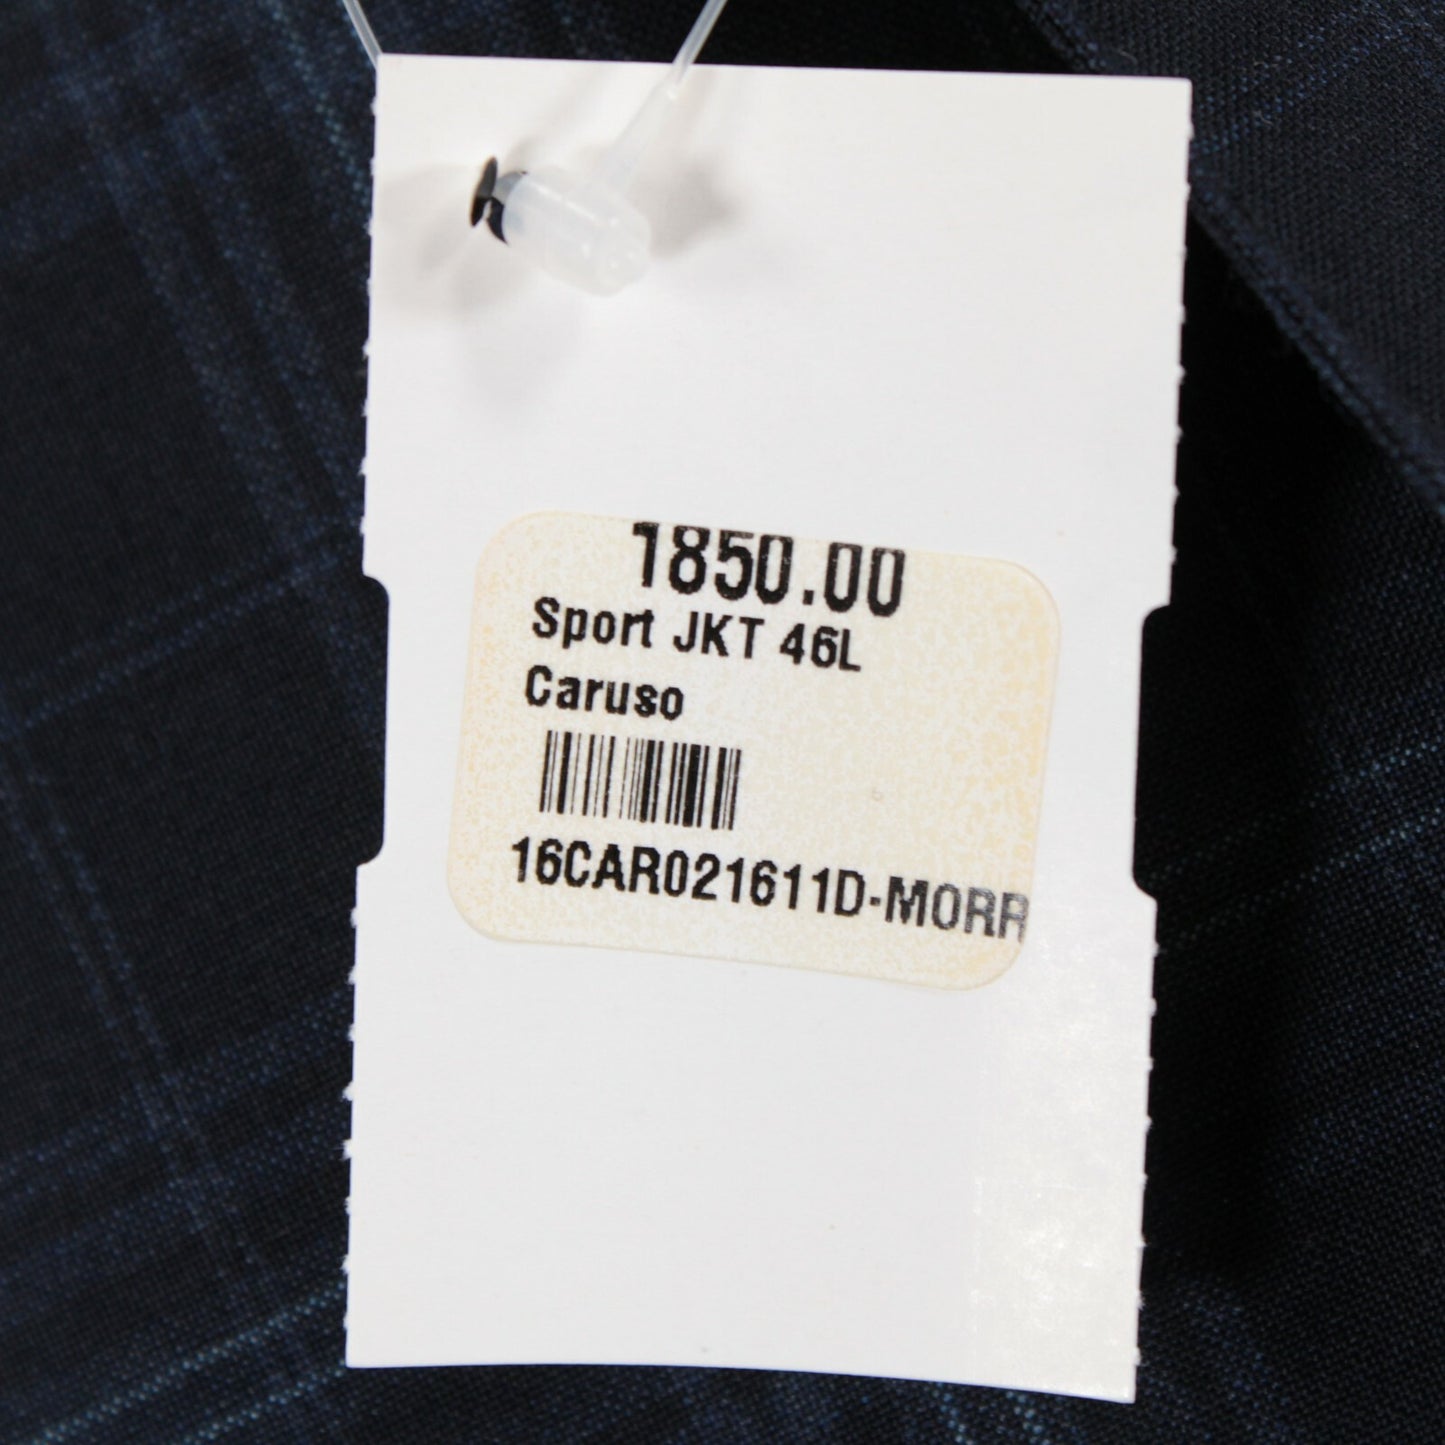 1850.00
Sport JKT 46L
Caruso
16CAR021611D-MORR